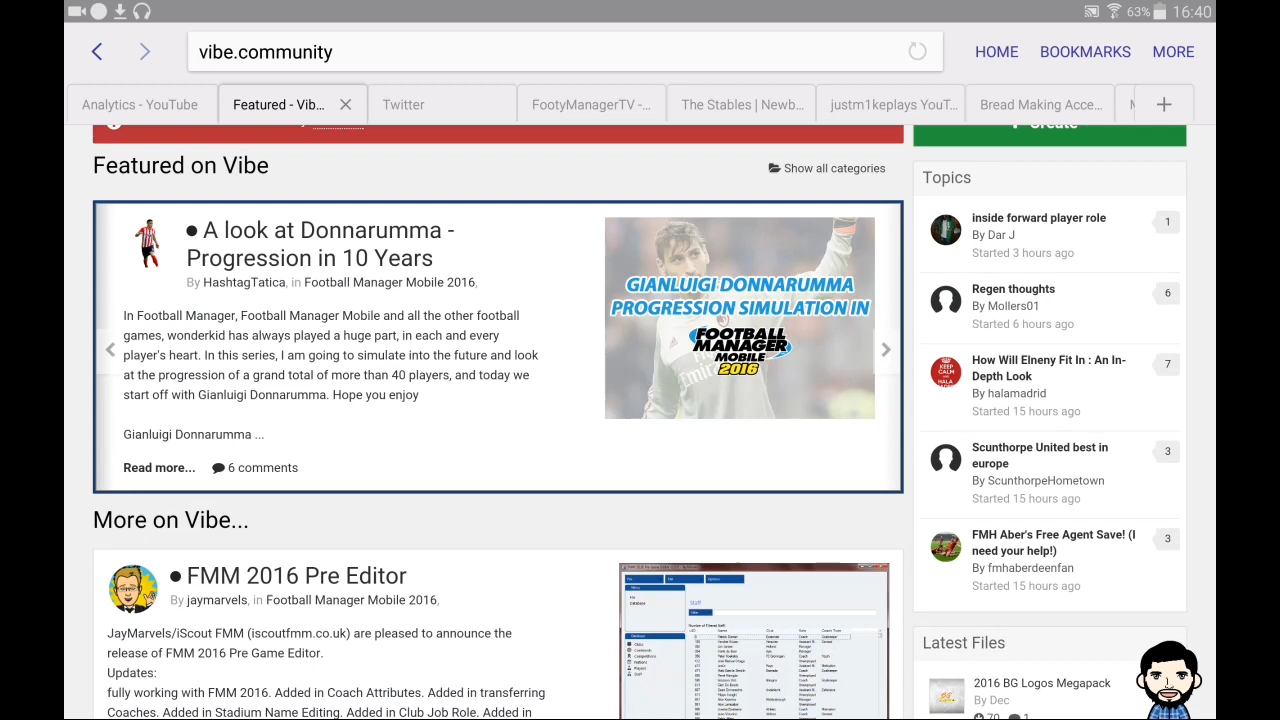 63% 16:40
vibe.community
HOME BOOKMARKS MORE
Analytics - YouTube
Featured - Vib...
Twitter
FootyManagerTV -...
The Stables | Newb...
justm1keplays YouT...
Bread Making Acce...
Create
Featured on Vibe
Show all categories
A look at Donnarumma -
Progression in 10 Years
By HashtagTatica, in Football Manager Mobile 2016,
In Football Manager, Football Manager Mobile and all the other football
games, wonderkid has always played a huge part, in each and every
player's heart. In this series, I am going to simulate into the future and look
at the progression of a grand total of more than 40 players, and today we
start off with Gianluigi Donnarumma. Hope you enjoy
Gianluigi Donnarumma ...
Read more... 6 comments
GIANLUIGI DONNARUMMA
PROGRESSION SIMULATION IN
FOOTBALL
MANAGER
MOBILE
2016
More on Vibe...
FMM 2016 Pre Editor
By jaymarvels, in Football Manager Mobile 2016,
JayMarvels/iScout FMM (iscoutfmm.co.uk) are pleased to announce the
release of FMM 2016 Pre Game Editor.
Updates:
fully working with FMM 2016. Added in Coach Attributes. Added in transferring
Coaches. Added in Stadium Name Editing. Added in Club Job Role. Added in
Topics
inside forward player role 1
By Dar J
Started 3 hours ago
Regen thoughts 6
By Mollers01
Started 6 hours ago
How Will Elneny Fit In : An In-
Depth Look 7
By halamadrid
Started 15 hours ago
Scunthorpe United best in
europe 3
By ScunthorpeHometown
Started 15 hours ago
FMH Aber's Free Agent Save! (I
need your help!) 3
By fmhaberdeenfan
Started 15 hours ago
Latest Files
2016 BG Logos Megapack
By Dec
70 1